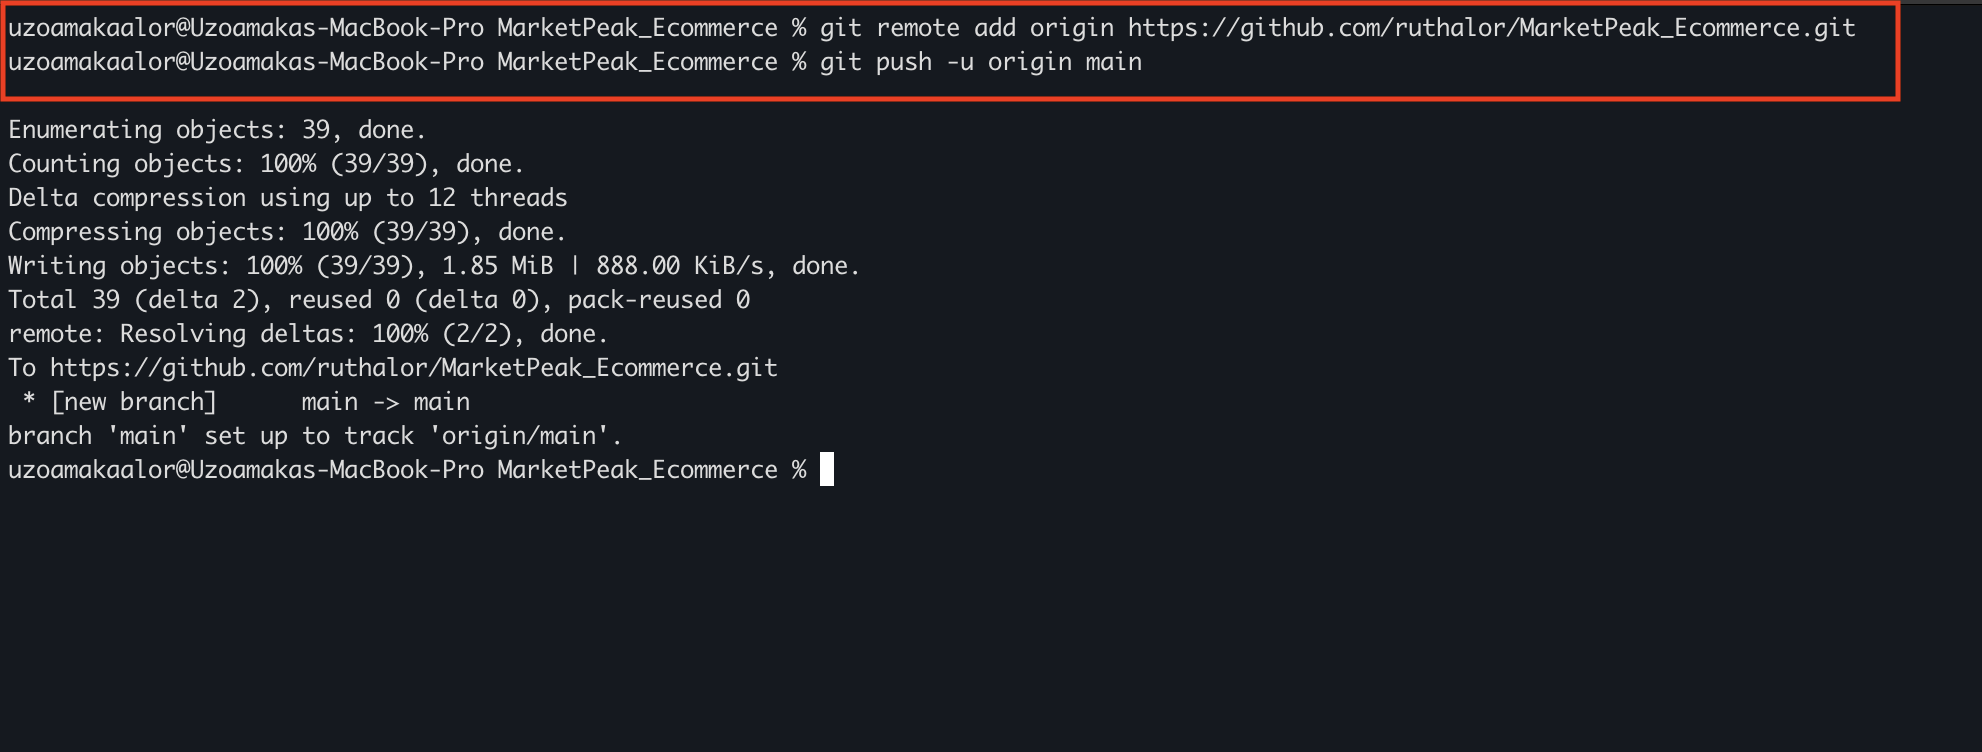 uzoamakaalor@Uzoamakas-MacBook-Pro MarketPeak_Ecommerce % git remote add origin https://github.com/ruthalor/MarketPeak_Ecommerce.git
uzoamakaalor@Uzoamakas-MacBook-Pro MarketPeak_Ecommerce % git push -u origin main
Enumerating objects: 39, done.
Counting objects: 100% (39/39), done.
Delta compression using up to 12 threads
Compressing objects: 100% (39/39), done.
Writing objects: 100% (39/39), 1.85 MiB | 888.00 KiB/s, done.
Total 39 (delta 2), reused 0 (delta 0), pack-reused 0
remote: Resolving deltas: 100% (2/2), done.
To https://github.com/ruthalor/MarketPeak_Ecommerce.git
 * [new branch]      main -> main
branch 'main' set up to track 'origin/main'.
uzoamakaalor@Uzoamakas-MacBook-Pro MarketPeak_Ecommerce %